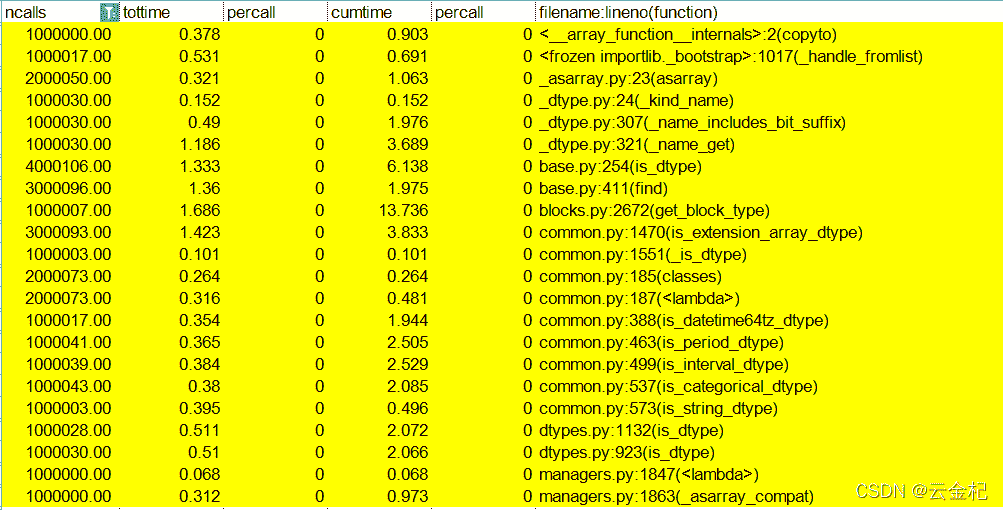 ncalls tottime percall cumtime percall filename:lineno(function)
1000000.00 0.378 0 0.903 0 <__array_function__internals>:2(copyto)
1000017.00 0.531 0 0.691 0 <frozen importlib._bootstrap>:1017(_handle_fromlist)
2000050.00 0.321 0 1.063 0 _asarray.py:23(asarray)
1000030.00 0.152 0 0.152 0 _dtype.py:24(_kind_name)
1000030.00 0.49 0 1.976 0 _dtype.py:307(_name_includes_bit_suffix)
1000030.00 1.186 0 3.689 0 _dtype.py:321(_name_get)
4000106.00 1.333 0 6.138 0 base.py:254(is_dtype)
3000096.00 1.36 0 1.975 0 base.py:411(find)
1000007.00 1.686 0 13.736 0 blocks.py:2672(get_block_type)
3000093.00 1.423 0 3.833 0 common.py:1470(is_extension_array_dtype)
1000003.00 0.101 0 0.101 0 common.py:1551(_is_dtype)
2000073.00 0.264 0 0.264 0 common.py:185(classes)
2000073.00 0.316 0 0.481 0 common.py:187(<lambda>)
1000017.00 0.354 0 1.944 0 common.py:388(is_datetime64tz_dtype)
1000041.00 0.365 0 2.505 0 common.py:463(is_period_dtype)
1000039.00 0.384 0 2.529 0 common.py:499(is_interval_dtype)
1000043.00 0.38 0 2.085 0 common.py:537(is_categorical_dtype)
1000003.00 0.395 0 0.496 0 common.py:573(is_string_dtype)
1000028.00 0.511 0 2.072 0 dtypes.py:1132(is_dtype)
1000030.00 0.51 0 2.066 0 dtypes.py:923(is_dtype)
1000000.00 0.068 0 0.068 0 managers.py:1847(<lambda>)
1000000.00 0.312 0 0.973 0 managers.py:1863(_asarray_compat)
CSDN @云金杞